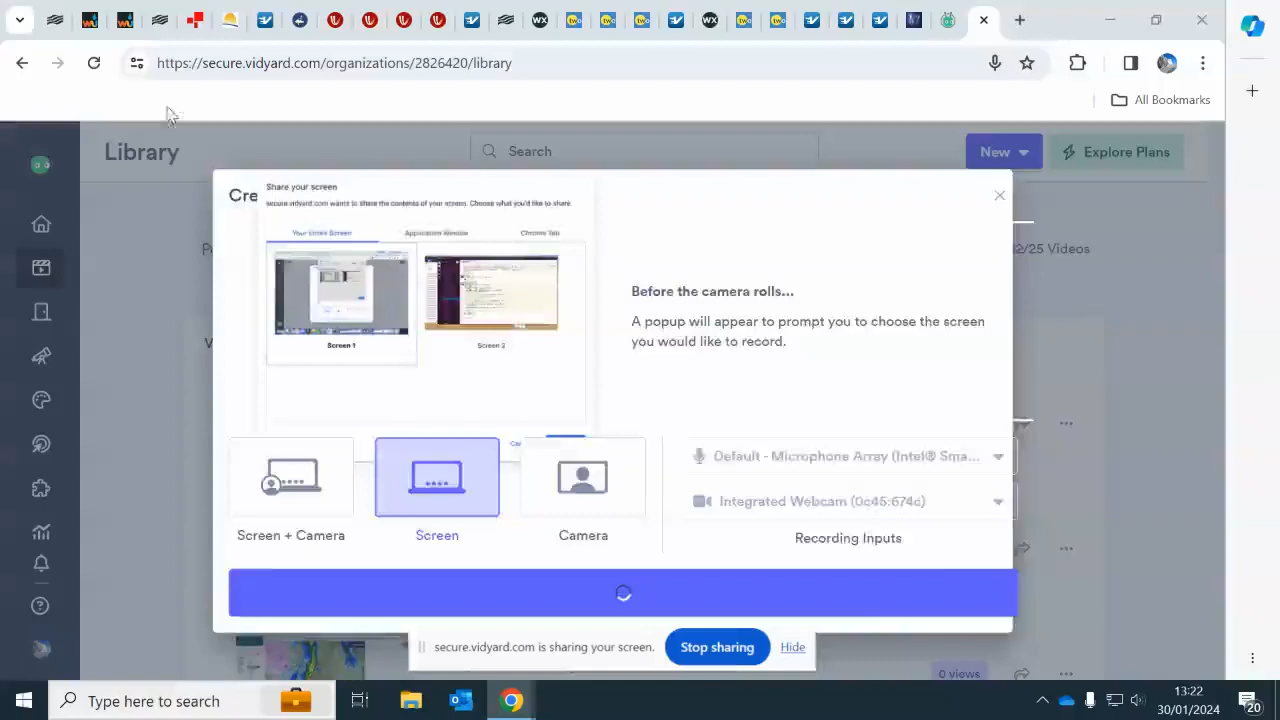 https://secure.vidyard.com/organizations/2826420/library
All Bookmarks
Library
Search
New
Explore Plans
Cre
Share your screen
secure.vidyard.com wants to share the contents of your screen. Choose what you'd like to share.
Your Entire Screen
Application Window
Chrome Tab
2/25 Videos
Before the camera rolls...
A popup will appear to prompt you to choose the screen
you would like to record.
Screen 1
Screen 2
Default - Microphone Array (Intel® Sma...
Integrated Webcam (0c45:674c)
Screen + Camera
Screen
Camera
Recording Inputs
secure.vidyard.com is sharing your screen.
Stop sharing
Hide
0 views
Type here to search
13:22
30/01/2024
20